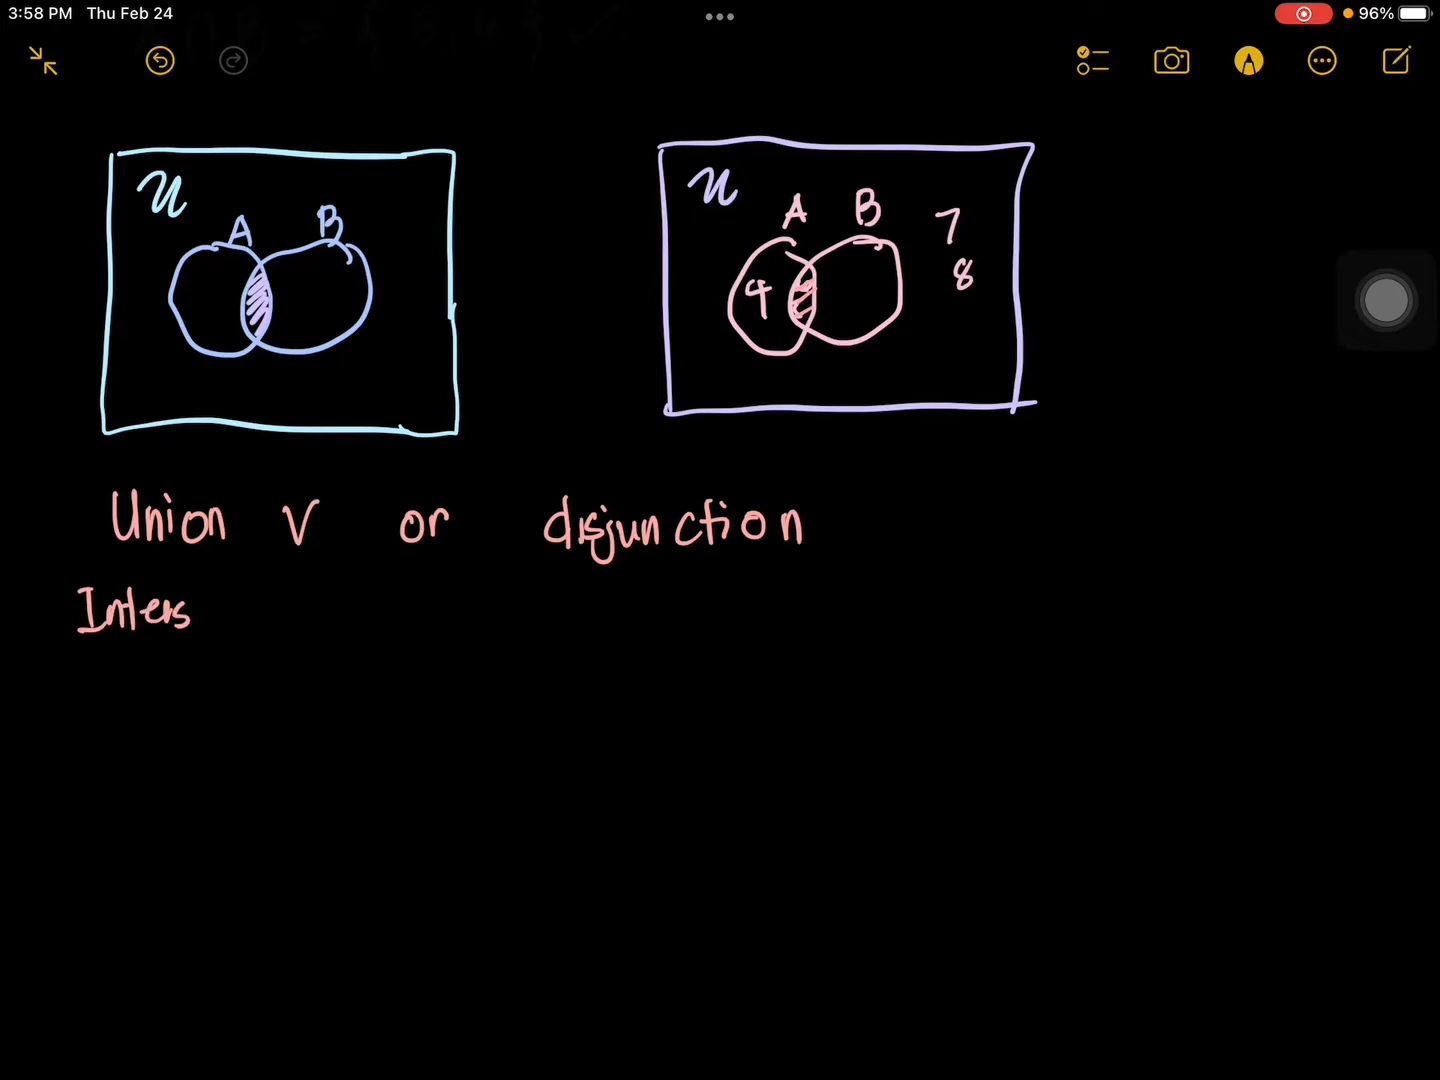 3:58 PM Thu Feb 24
96%
U
A B
U
A B 7
8
4
Union V or disjunction
Inters